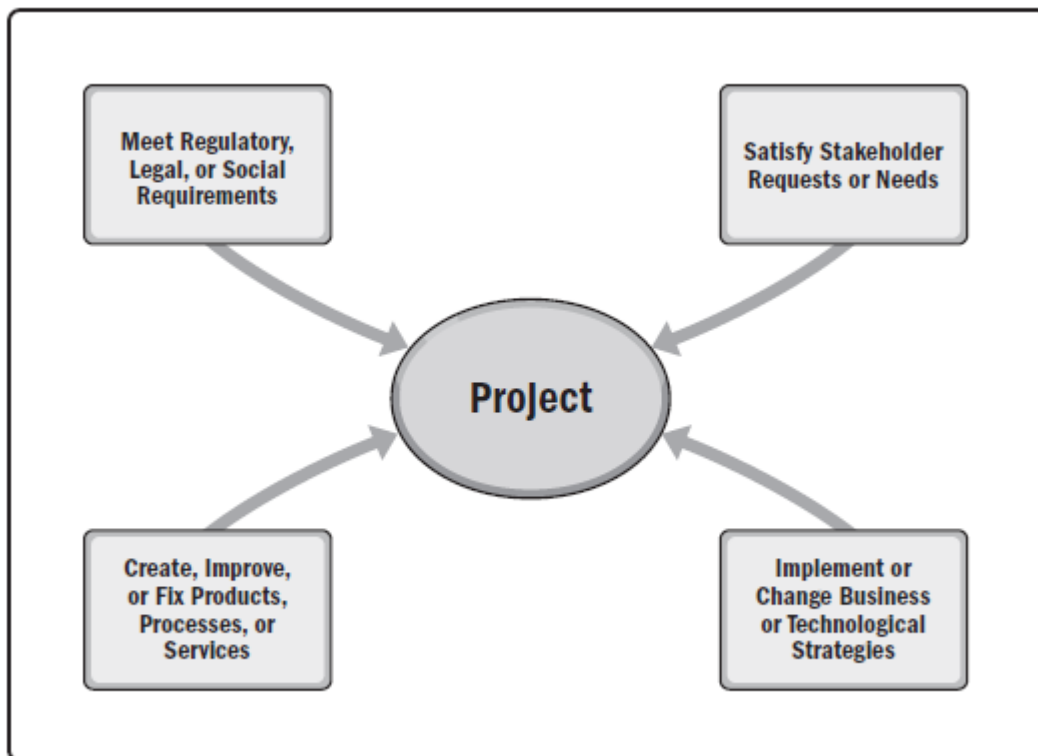 Meet Regulatory,
Legal, or Social
Requirements
Satisfy Stakeholder
Requests or Needs
Project
Create, Improve,
or Fix Products,
Processes, or
Services
Implement or
Change Business
or Technological
Strategies